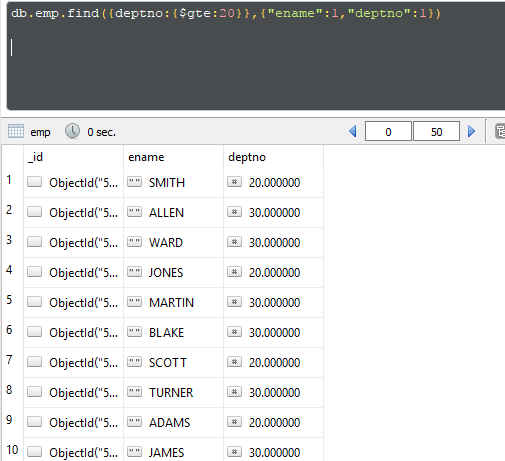 db.emp.find({deptno:{$gte:20}},{"ename":1,"deptno":1})
emp 0 sec. 0 50
_id ename deptno
1 ObjectId("5... "" SMITH # 20.000000
2 ObjectId("5... "" ALLEN # 30.000000
3 ObjectId("5... "" WARD # 30.000000
4 ObjectId("5... "" JONES # 20.000000
5 ObjectId("5... "" MARTIN # 30.000000
6 ObjectId("5... "" BLAKE # 30.000000
7 ObjectId("5... "" SCOTT # 20.000000
8 ObjectId("5... "" TURNER # 30.000000
9 ObjectId("5... "" ADAMS # 20.000000
10 ObjectId("5... "" JAMES # 30.000000